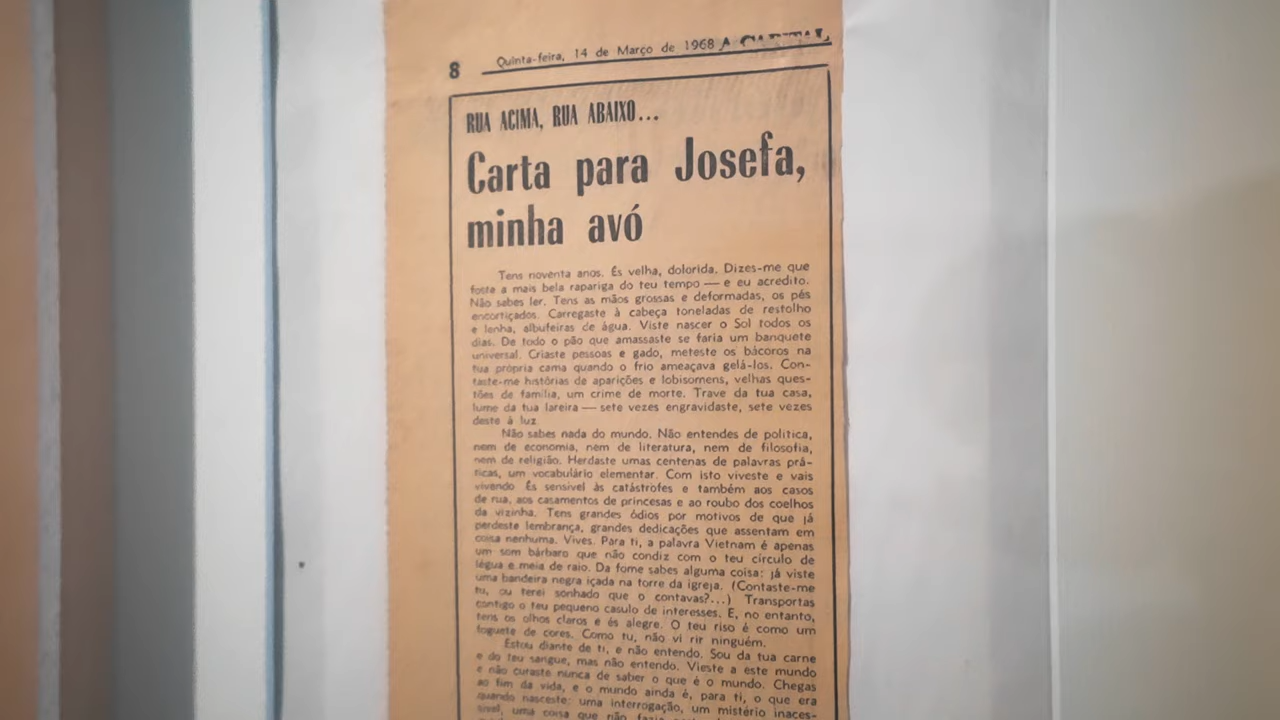 8 Quinta-feira, 14 de Março de 1968 A CAPITAL
RUA ACIMA, RUA ABAIXO...
Carta para Josefa,
minha avó
Tens noventa anos. És velha, dolorida. Dizes-me que
foste a mais bela rapariga do teu tempo — e eu acredito.
Não sabes ler. Tens as mãos grossas e deformadas, os pés
encortiçados. Carregaste à cabeça toneladas de restolho
e lenha, albufeiras de água. Viste nascer o Sol todos os
dias. De todo o pão que amassaste se faria um banquete
universal. Criaste pessoas e gado, meteste os bácoros na
tua própria cama quando o frio ameaçava gelá-los. Con-
taste-me histórias de aparições e lobisomens, velhas ques-
tões de família, um crime de morte. Trave da tua casa,
lume da tua lareira — sete vezes engravidaste, sete vezes
deste à luz
Não sabes nada do mundo. Não entendes de política,
nem de economia, nem de literatura, nem de filosofia,
nem de religião. Herdaste umas centenas de palavras prá-
ticas, um vocabulário elementar. Com isto viveste e vais
vivendo És sensível às catástrofes e também aos casos
de rua, aos casamentos de princesas e ao roubo dos coelhos
da vizinha. Tens grandes ódios por motivos de que já
perdeste lembrança, grandes dedicações que assentam em
coisa nenhuma. Vives. Para ti, a palavra Vietnam é apenas
um som bárbaro que não condiz com o teu círculo de
légua e meia de raio. Da fome sabes alguma coisa: já viste
uma bandeira negra içada na torre da igreja. (Contaste-me
tu, ou terei sonhado que o contavas?...) Transportas
contigo o teu pequeno casulo de interesses. E, no entanto,
tens os olhos claros e és alegre. O teu riso é como um
foguete de cores. Como tu, não vi rir ninguém.
Estou diante de ti, e não entendo. Sou da tua carne
e do teu sangue, mas não entendo. Vieste a este mundo
e não curaste nunca de saber o que é o mundo. Chegas
ao fim da vida, e o mundo ainda é, para ti, o que era
quando nasceste: uma interrogação, um mistério inaces-
sível, uma coisa que não